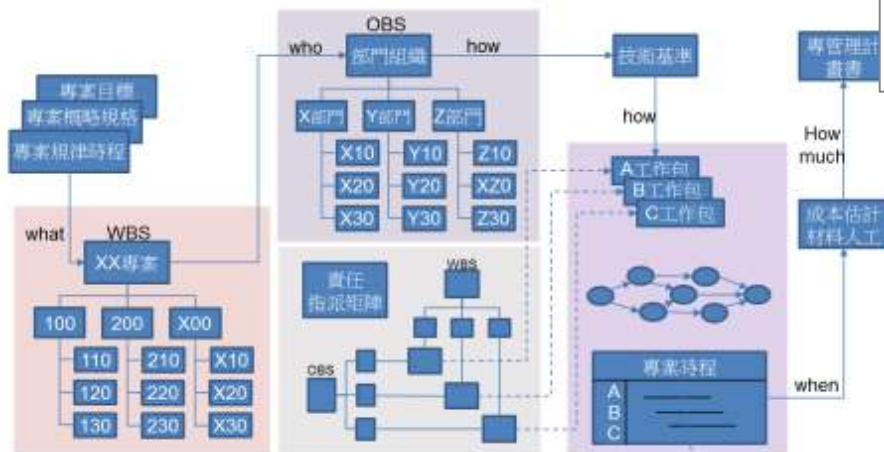 專案目標
專案概略規格
專案規律時程
what
WBS
XX專案
100
200
X00
110
210
X10
120
220
X20
130
230
X30
who
OBS
部門組織
how
X部門
Y部門
Z部門
X10
Y10
Z10
X20
Y20
XZ0
X30
Y30
Z30
責任
指派矩陣
WBS
OBS
技術基準
how
A工作包
B工作包
C工作包
專案時程
A
B
C
when
成本估計
材料人工
How
much
專管理計
畫書